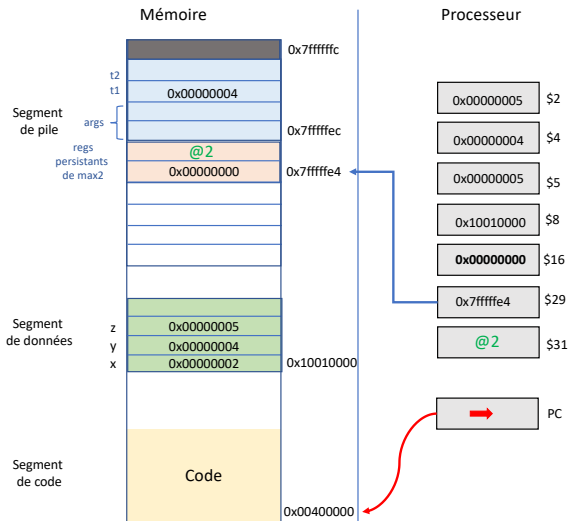 Mémoire
Processeur
0x7ffffffc
t2
t1
0x00000004
0x00000005
$2
Segment
de pile
args
0x7fffffec
0x00000004
$4
regs
persistants
de max2
@2
0x00000000
0x7fffffe4
0x00000005
$5
0x10010000
$8
0x00000000
$16
0x7fffffe4
$29
Segment
de données
z
0x00000005
y
0x00000004
x
0x00000002
0x10010000
@2
$31
PC
Segment
de code
Code
0x00400000